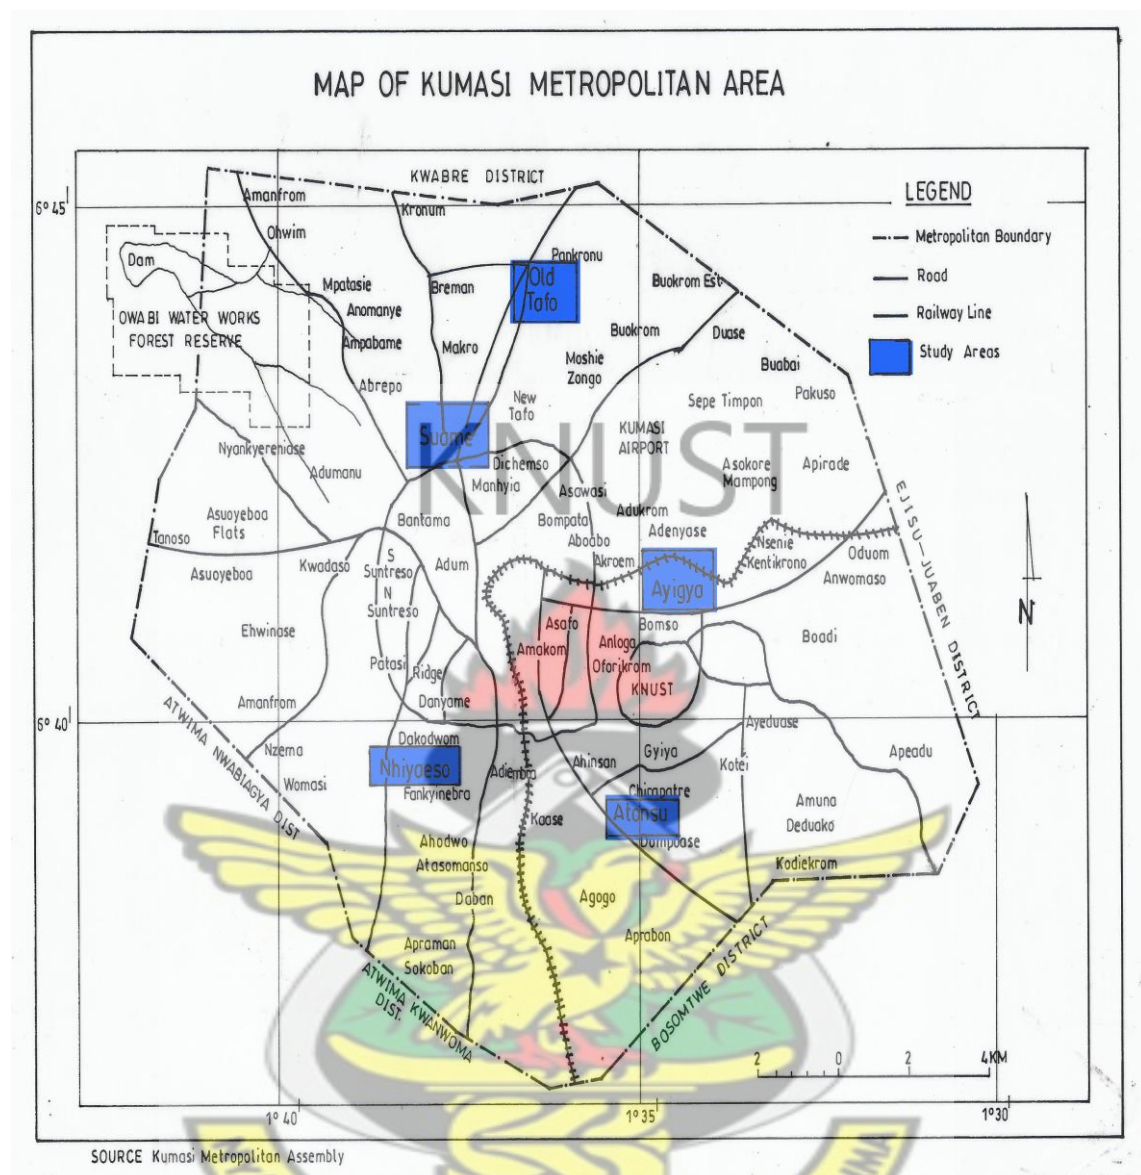 MAP OF KUMASI METROPOLITAN AREA
KWABRE DISTRICT
LEGEND
Metropolitan Boundary
Road
Railway Line
Study Areas
6° 45'
Amanfrom
Kronum
Ohwim
Pankronu
Dam
Mpatasie
Breman
Old
Tafo
Buokrom Est
Anomanye
OWABI WATER WORKS
FOREST RESERVE
Ampabame
Makro
Buokrom
Duase
Moshie
Zongo
Buabai
Abrepo
New
Tafo
Sepe Timpon
Pakuso
Suame
KNUST
KUMASI
AIRPORT
Nyankyereniase
Adumanu
Dichemso
Manhyia
Asawasi
Asokore
Mampong
Apirade
EJISU-JUABEN DISTRICT
Asuoyeboa
Flats
Bantama
Bompata
Adukrom
Adenyase
Tanoso
Aboabo
Nsenie
Kentikrono
Oduom
Asuoyeboa
Kwadaso
S
Suntreso
N
Suntreso
Adum
Akroem
Ayigya
Anwomaso
N
Ehwinase
Asafo
Amakom
Anloga
Oforikrom
Bomso
Boadi
Patasi
Ridge
KNUST
Amanfrom
Danyame
6° 40'
ATWIMA NWABIAGYA DIST.
Nzema
Dakodwom
Ayeduase
Nhiyaeso
Ahinsan
Gyiya
Kotei
Apeadu
Womasi
Fankyinebra
Adiembra
Chirapatre
Atonsu
Amuna
Deduako
Kaase
Dompoase
Ahodwo
Atasomanso
Kodiekrom
Daban
Agogo
Apraman
Sokoban
Aprabon
ATWIMA KWANWOMA
DIST.
BOSOMTWE DISTRICT
2 0 2 4KM
1° 40' 1° 35' 1° 30'
SOURCE Kumasi Metropolitan Assembly